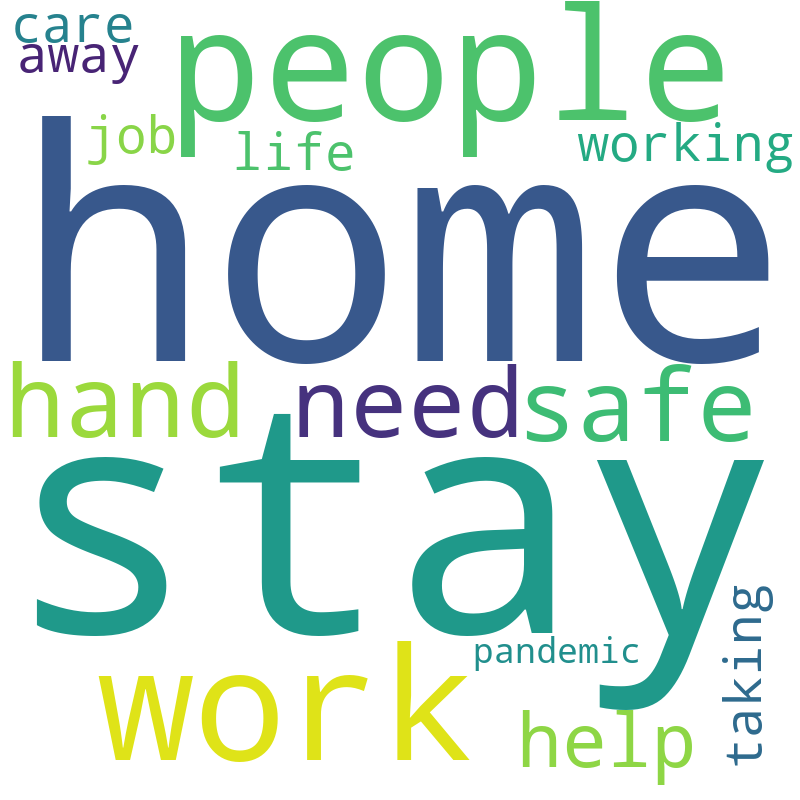 care
people
away
job
life
working
home
hand
need
safe
stay
taking
pandemic
work
help